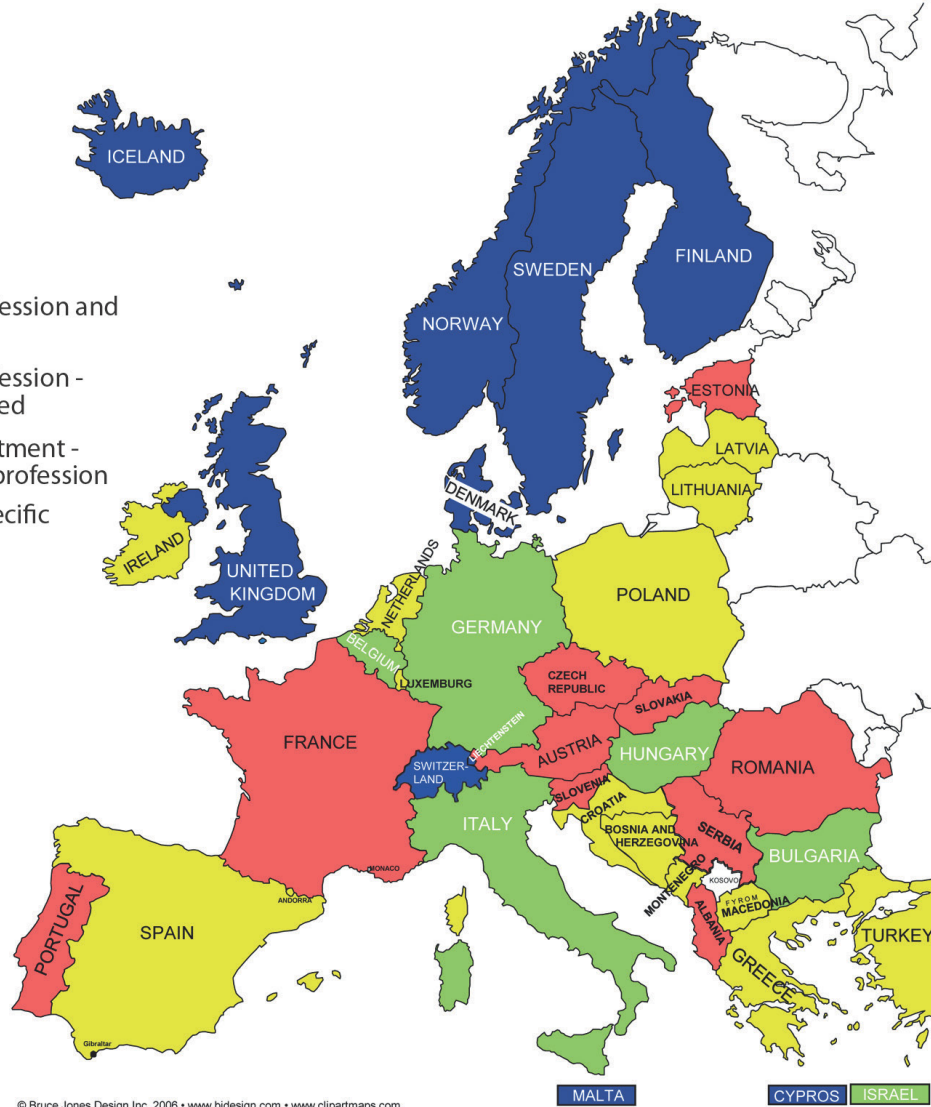 ICELAND
ession and
ession -
ed
tment -
profession
ecific
NORWAY
SWEDEN
FINLAND
ESTONIA
LATVIA
LITHUANIA
DENMARK
IRELAND
UNITED
KINGDOM
NETHERLANDS
BELGIUM
LUXEMBURG
GERMANY
POLAND
CZECH
REPUBLIC
SLOVAKIA
LIECHTENSTEIN
FRANCE
SWITZER-
LAND
AUSTRIA
HUNGARY
ROMANIA
SLOVENIA
CROATIA
ITALY
BOSNIA AND
HERZEGOVINA
SERBIA
BULGARIA
MONACO
MONTENEGRO
KOSOVO
ANDORRA
FYROM
MACEDONIA
ALBANIA
PORTUGAL
SPAIN
GREECE
TURKEY
Gibraltar
MALTA
CYPROS
ISRAEL
© Bruce Jones Design Inc. 2006 • www.bjdesign.com • www.clipartmaps.com